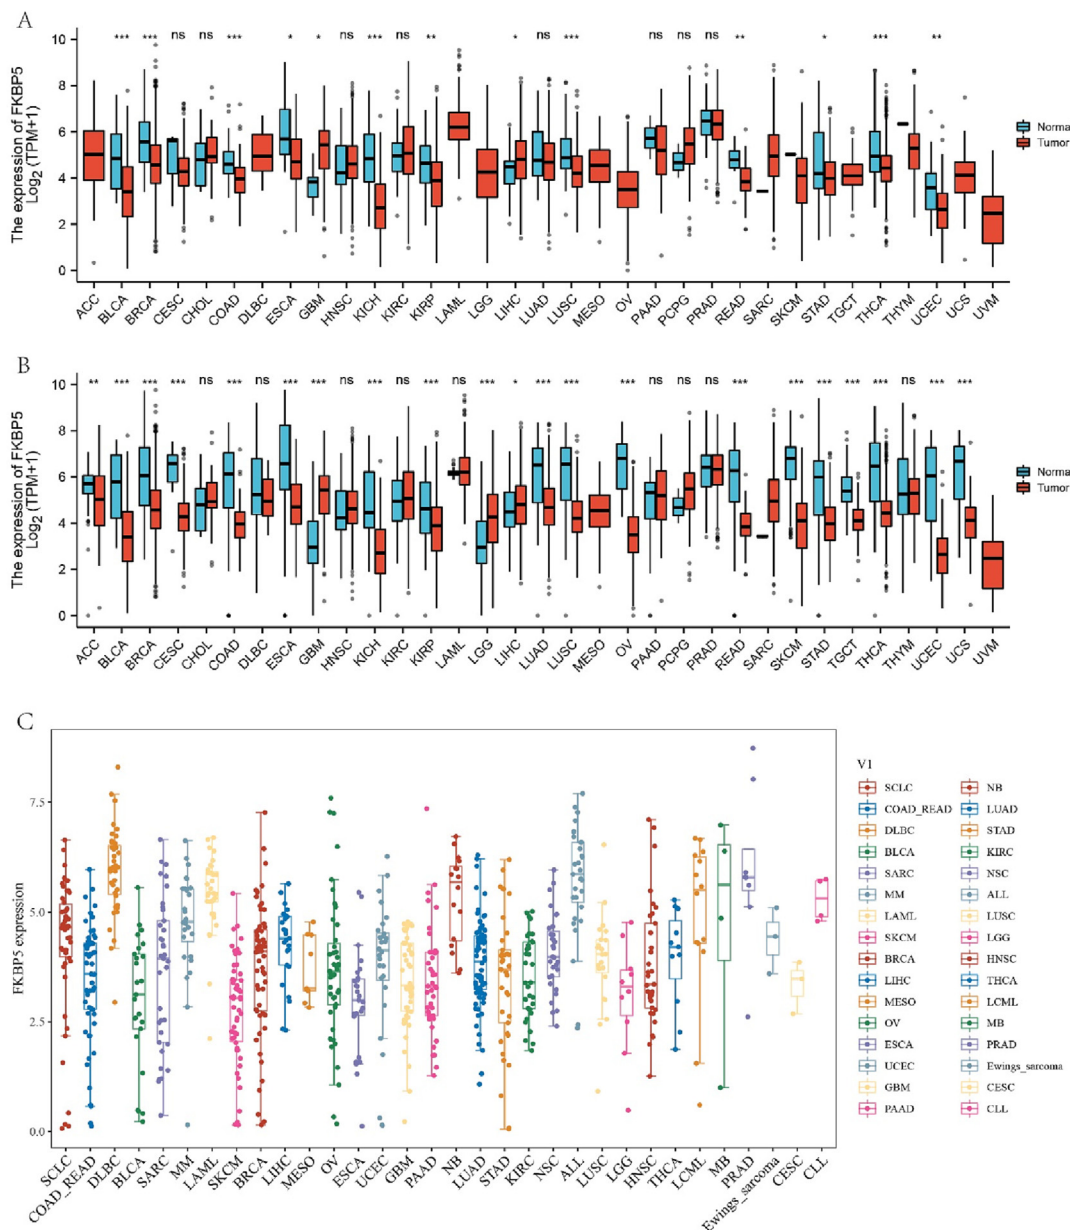 A
** *** ns ns *** * * ns *** ns ** * ns *** ns ns ns ** * *** **
10
8
6
4
2
0
The expression of FKBP5
Log2 (TPM+1)
Norma
Tumor
ACC BLCA BRCA CESC CHOL COAD DLBC ESCA GBM HNSC KICH KIRC KIRP LAML LGG LIHC LUAD LUSC MESO OV PAAD PCPG PRAD READ SARC SKCM STAD TGCT THCA THYM UCEC UCS UVM
B
** *** *** *** ns *** ns *** *** ns *** ns *** ns *** * *** *** *** ns ns ns *** *** *** *** *** ns *** ***
10
8
6
4
2
0
The expression of FKBP5
Log2 (TPM+1)
Norma
Tumor
ACC BLCA BRCA CESC CHOL COAD DLBC ESCA GBM HNSC KICH KIRC KIRP LAML LGG LIHC LUAD LUSC MESO OV PAAD PCPG PRAD READ SARC SKCM STAD TGCT THCA THYM UCEC UCS UVM
C
7.5
5.0
2.5
0.0
FKBP5 expression
SCLC COAD_READ DLBC BLCA SARC MM LAML SKCM BRCA LIHC MESO OV ESCA UCEC GBM PAAD NB LUAD STAD KIRC NSC ALL LUSC LGG HNSC THCA LCML MB PRAD Ewings_sarcoma CESC CLL
V1
SCLC NB
COAD_READ LUAD
DLBC STAD
BLCA KIRC
SARC NSC
MM ALL
LAML LUSC
SKCM LGG
BRCA HNSC
LIHC THCA
MESO LCML
OV MB
ESCA PRAD
UCEC Ewings_sarcoma
GBM CESC
PAAD CLL